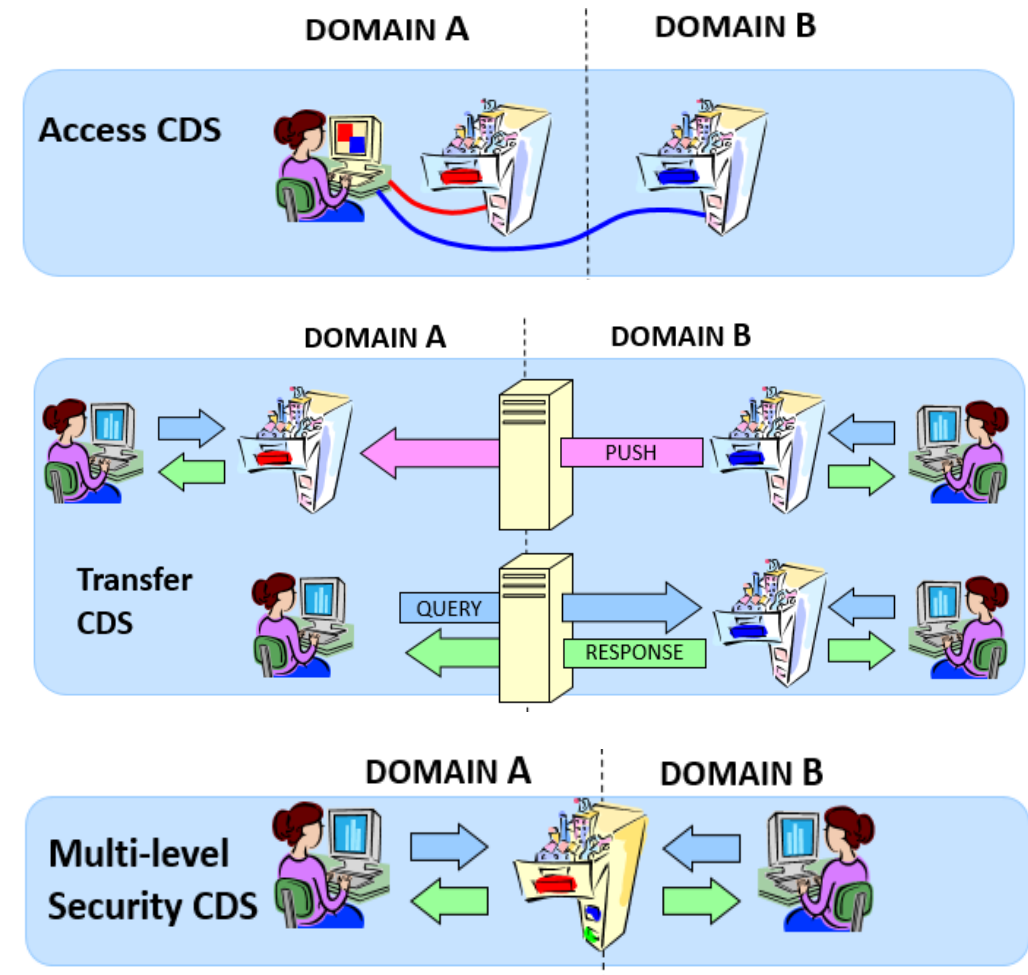 DOMAIN A
DOMAIN B
Access CDS
DOMAIN A
DOMAIN B
PUSH
Transfer
CDS
QUERY
RESPONSE
DOMAIN A
DOMAIN B
Multi-level
Security CDS